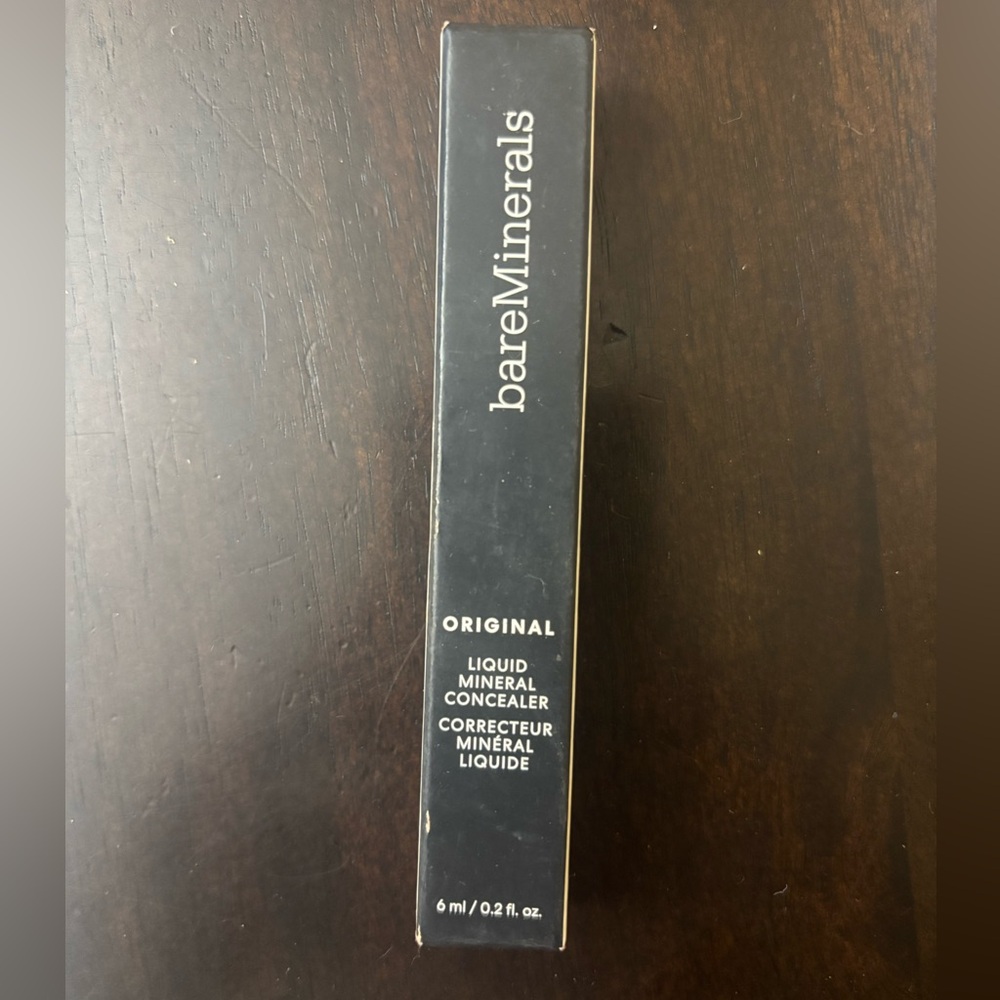 bareMinerals
ORIGINAL
LIQUID
MINERAL
CONCEALER
CORRECTEUR
MINÉRAL
LIQUIDE
6 ml / 0.2 fl. oz.